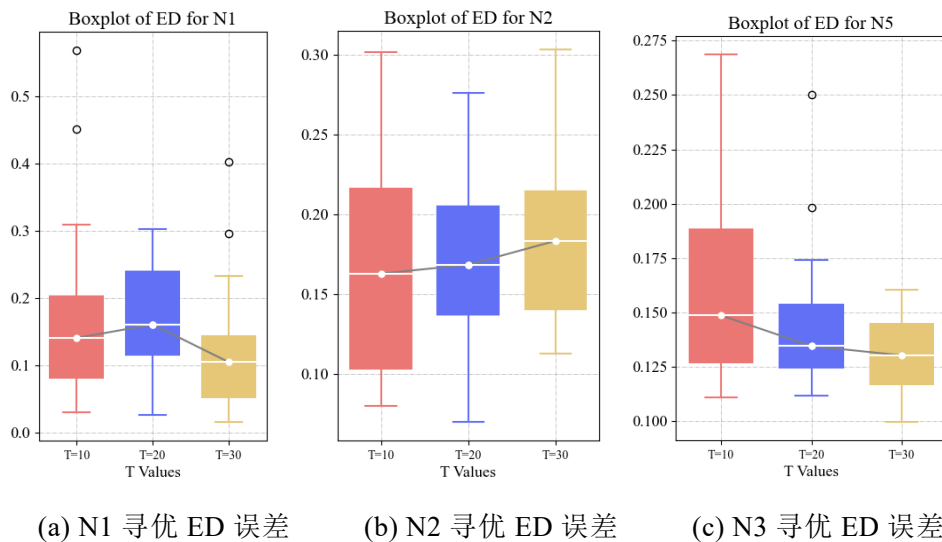 Boxplot of ED for N1
0.5
0.4
0.3
0.2
0.1
0.0
T=10 T=20 T=30
T Values
Boxplot of ED for N2
0.30
0.25
0.20
0.15
0.10
T=10 T=20 T=30
T Values
Boxplot of ED for N5
0.275
0.250
0.225
0.200
0.175
0.150
0.125
0.100
T=10 T=20 T=30
T Values
(a) N1 寻优 ED 误差
(b) N2 寻优 ED 误差
(c) N3 寻优 ED 误差